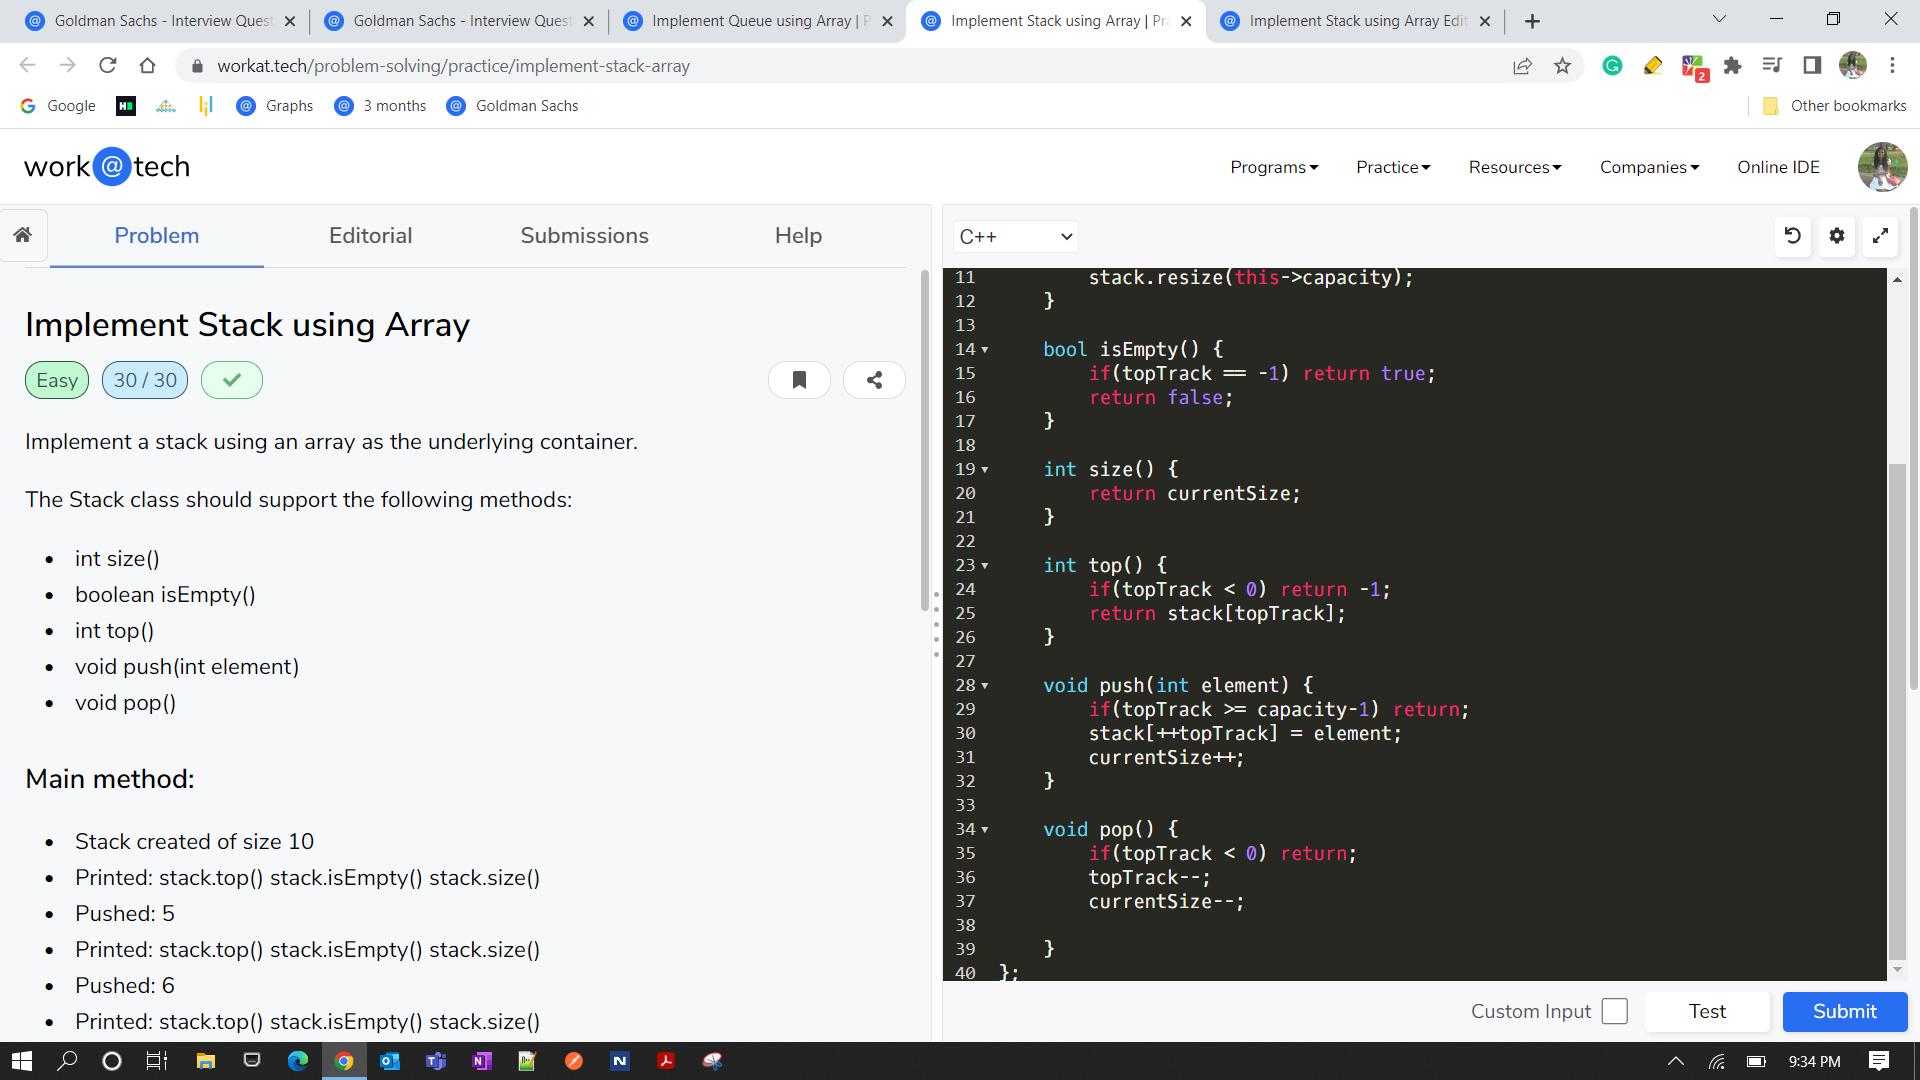 Goldman Sachs - Interview Quest
Goldman Sachs - Interview Quest
Implement Queue using Array | P
Implement Stack using Array | Pra
Implement Stack using Array Edit
workat.tech/problem-solving/practice/implement-stack-array
2
Google
Graphs
3 months
Goldman Sachs
Other bookmarks
work@tech
Programs
Practice
Resources
Companies
Online IDE
Problem
Editorial
Submissions
Help
C++
Implement Stack using Array
Easy
30 / 30
Implement a stack using an array as the underlying container.
The Stack class should support the following methods:
• int size()
• boolean isEmpty()
• int top()
• void push(int element)
• void pop()
Main method:
• Stack created of size 10
• Printed: stack.top() stack.isEmpty() stack.size()
• Pushed: 5
• Printed: stack.top() stack.isEmpty() stack.size()
• Pushed: 6
• Printed: stack.top() stack.isEmpty() stack.size()
11 stack.resize(this->capacity);
12 }
13
14 bool isEmpty() {
15 if(topTrack == -1) return true;
16 return false;
17 }
18
19 int size() {
20 return currentSize;
21 }
22
23 int top() {
24 if(topTrack < 0) return -1;
25 return stack[topTrack];
26 }
27
28 void push(int element) {
29 if(topTrack >= capacity-1) return;
30 stack[++topTrack] = element;
31 currentSize++;
32 }
33
34 void pop() {
35 if(topTrack < 0) return;
36 topTrack--;
37 currentSize--;
38
39 }
40 };
Custom Input
Test
Submit
9:34 PM